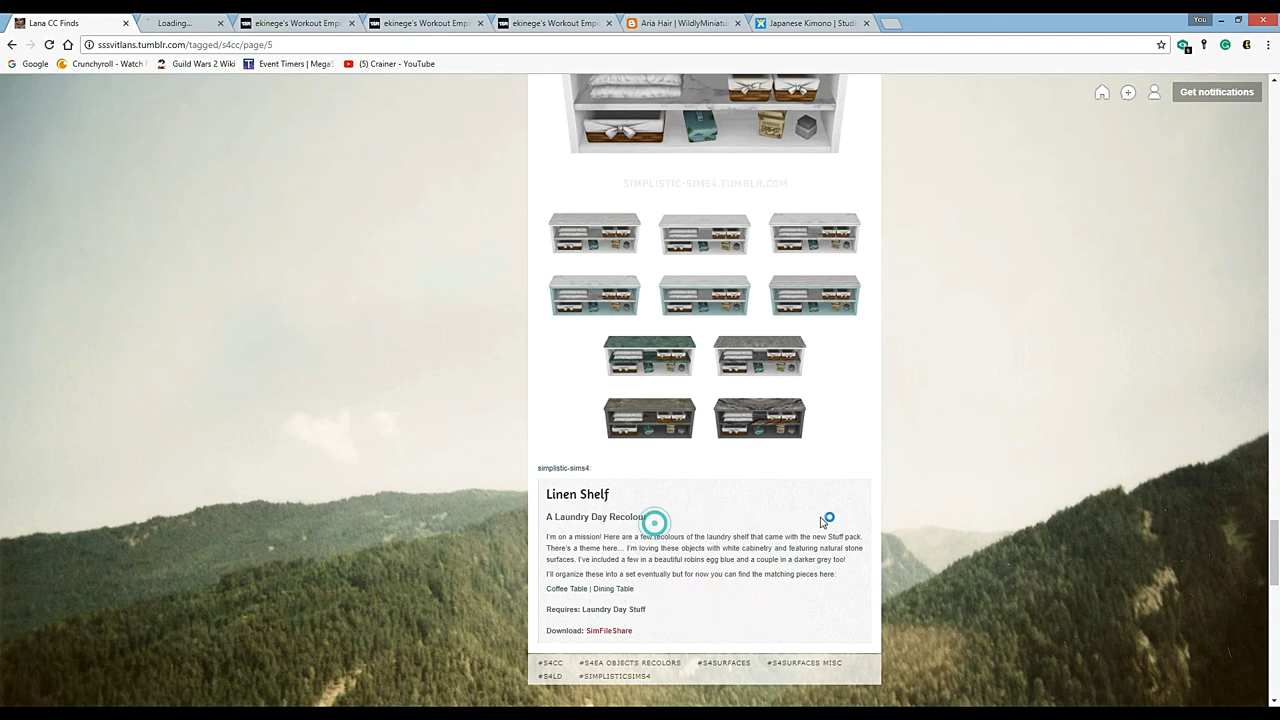 Lana CC Finds
Loading...
ekinege's Workout Empi
ekinege's Workout Empi
ekinege's Workout Empi
Aria Hair | WildlyMiniatu
Japanese Kimono | Studi
You
sssvitlans.tumblr.com/tagged/s4cc/page/5
Google
Crunchyroll - Watch
Guild Wars 2 Wiki
Event Timers | Mega
(5) Crainer - YouTube
Get notifications
SIMPLISTIC-SIMS4.TUMBLR.COM
simplistic-sims4:
Linen Shelf
A Laundry Day Recolour
I'm on a mission! Here are a few recolours of the laundry shelf that came with the new Stuff pack.
There's a theme here... I'm loving these objects with white cabinetry and featuring natural stone
surfaces. I've included a few in a beautiful robins egg blue and a couple in a darker grey too!
I'll organize these into a set eventually but for now you can find the matching pieces here:
Coffee Table | Dining Table
Requires: Laundry Day Stuff
Download: SimFileShare
#S4CC #S4EA OBJECTS RECOLORS #S4SURFACES #S4SURFACES MISC
#S4LD #SIMPLISTICSIMS4